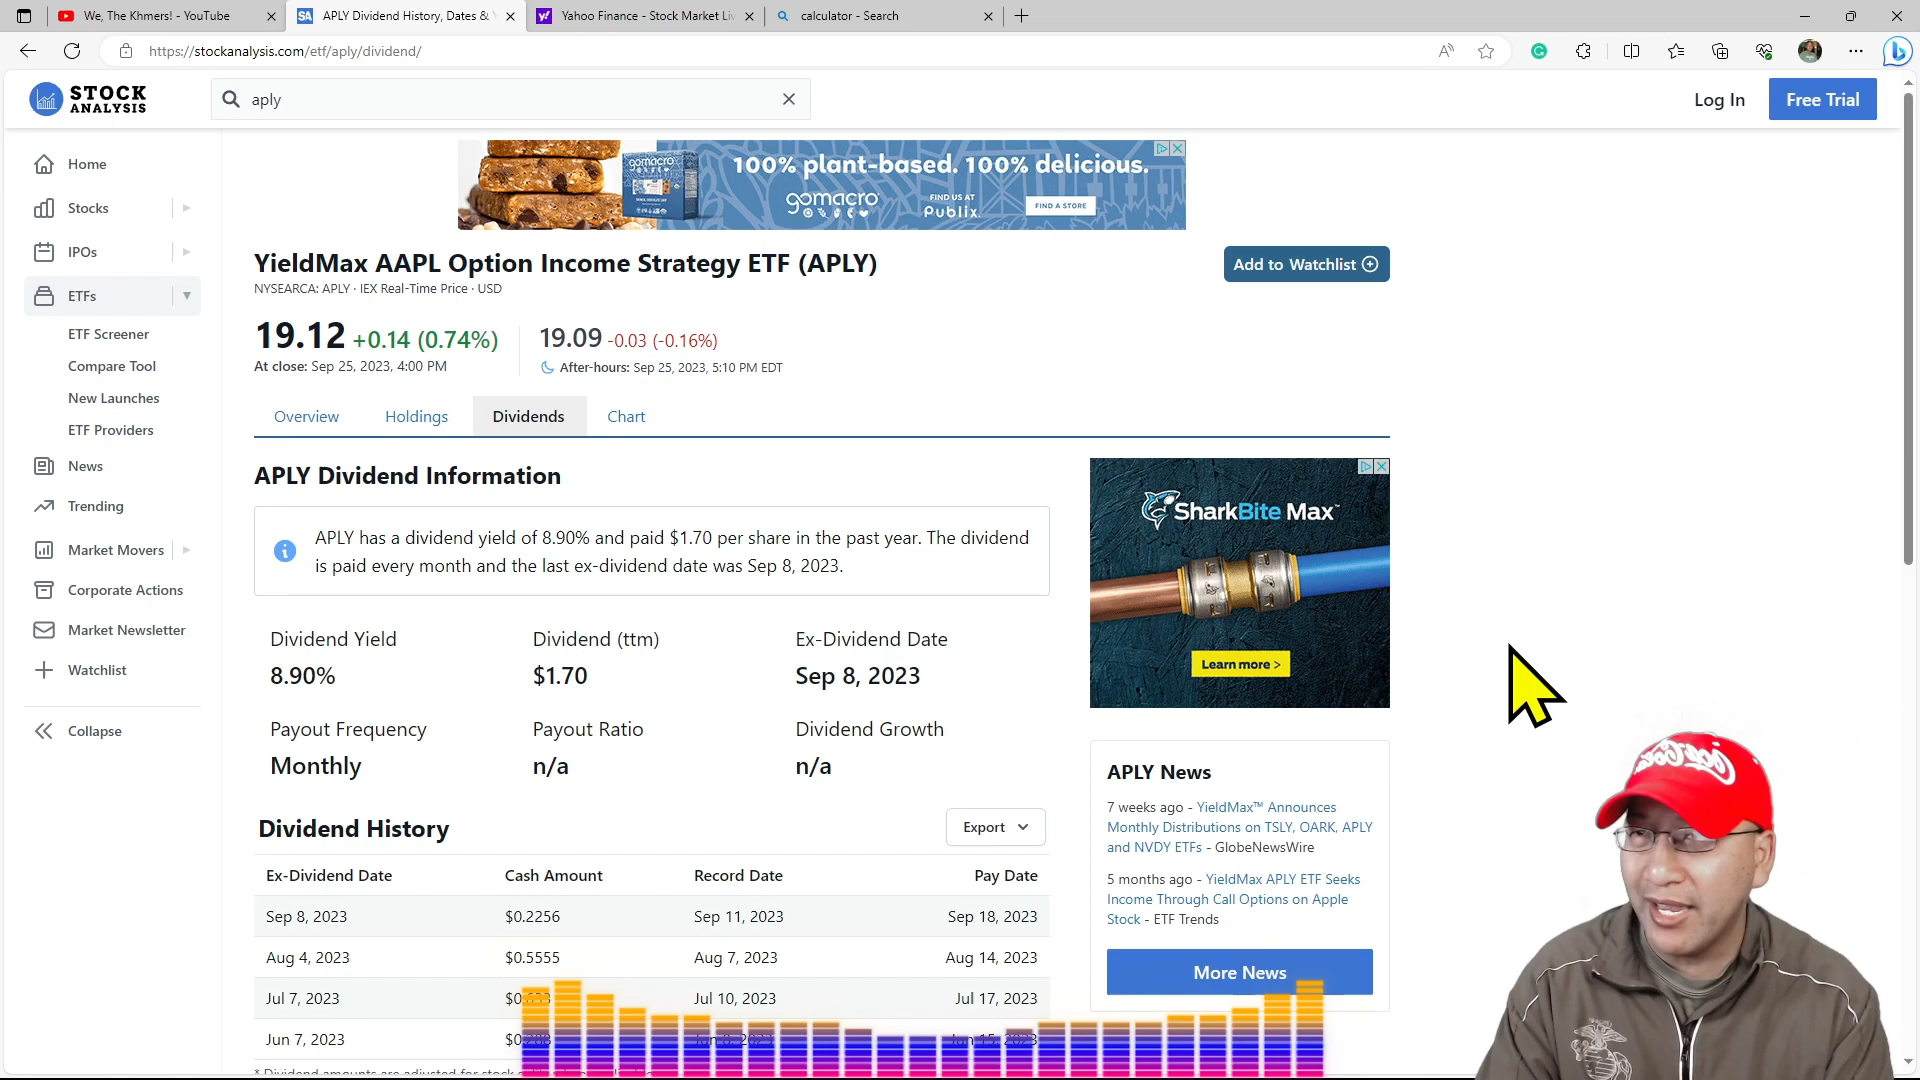 We, The Khmers! - YouTube
APLY Dividend History, Dates &
Yahoo Finance - Stock Market Liv
calculator - Search
https://stockanalysis.com/etf/aply/dividend/
STOCK
ANALYSIS
aply
Log In
Free Trial
100% plant-based. 100% delicious.
gomacro
FIND US AT
Publix.
FIND A STORE
Home
Stocks
IPOs
ETFs
ETF Screener
Compare Tool
New Launches
ETF Providers
News
Trending
Market Movers
Corporate Actions
Market Newsletter
Watchlist
Collapse
YieldMax AAPL Option Income Strategy ETF (APLY)
Add to Watchlist
NYSEARCA: APLY · IEX Real-Time Price · USD
19.12 +0.14 (0.74%)
19.09 -0.03 (-0.16%)
At close: Sep 25, 2023, 4:00 PM
After-hours: Sep 25, 2023, 5:10 PM EDT
Overview
Holdings
Dividends
Chart
APLY Dividend Information
APLY has a dividend yield of 8.90% and paid $1.70 per share in the past year. The dividend
is paid every month and the last ex-dividend date was Sep 8, 2023.
Dividend Yield
Dividend (ttm)
Ex-Dividend Date
8.90%
$1.70
Sep 8, 2023
Payout Frequency
Payout Ratio
Dividend Growth
Monthly
n/a
n/a
Dividend History
Export
Ex-Dividend Date
Cash Amount
Record Date
Pay Date
Sep 8, 2023
$0.2256
Sep 11, 2023
Sep 18, 2023
Aug 4, 2023
$0.5555
Aug 7, 2023
Aug 14, 2023
Jul 7, 2023
Jul 10, 2023
Jul 17, 2023
Jun 7, 2023
SharkBite Max™
Learn more >
APLY News
7 weeks ago - YieldMax™ Announces
Monthly Distributions on TSLY, OARK, APLY
and NVDY ETFs - GlobeNewsWire
5 months ago - YieldMax APLY ETF Seeks
Income Through Call Options on Apple
Stock - ETF Trends
More News
Coca-Cola